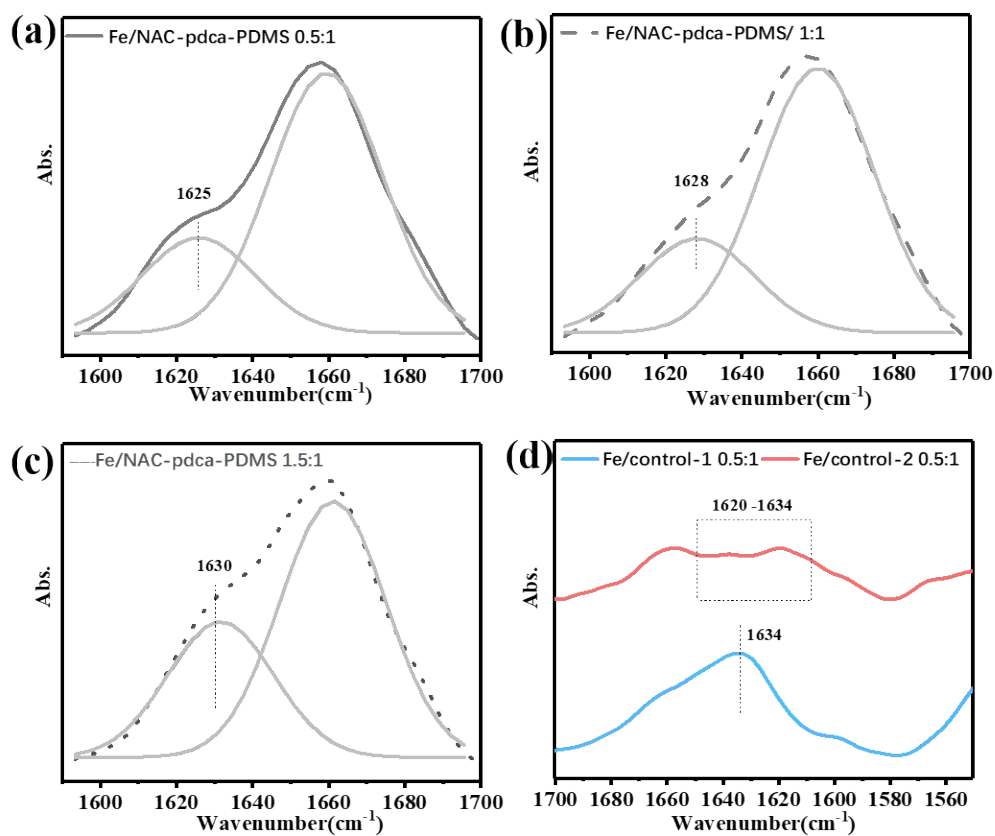 (a)
Fe/NAC-pdca-PDMS 0.5:1
1625
Abs.
1600 1620 1640 1660 1680 1700
Wavenumber(cm⁻¹)
(b)
Fe/NAC-pdca-PDMS/ 1:1
1628
Abs.
1600 1620 1640 1660 1680 1700
Wavenumber(cm⁻¹)
(c)
Fe/NAC-pdca-PDMS 1.5:1
1630
Abs.
1600 1620 1640 1660 1680 1700
Wavenumber(cm⁻¹)
(d)
Fe/control-1 0.5:1 Fe/control-2 0.5:1
1620 -1634
1634
Abs.
1700 1680 1660 1640 1620 1600 1580 1560
Wavenumber(cm⁻¹)